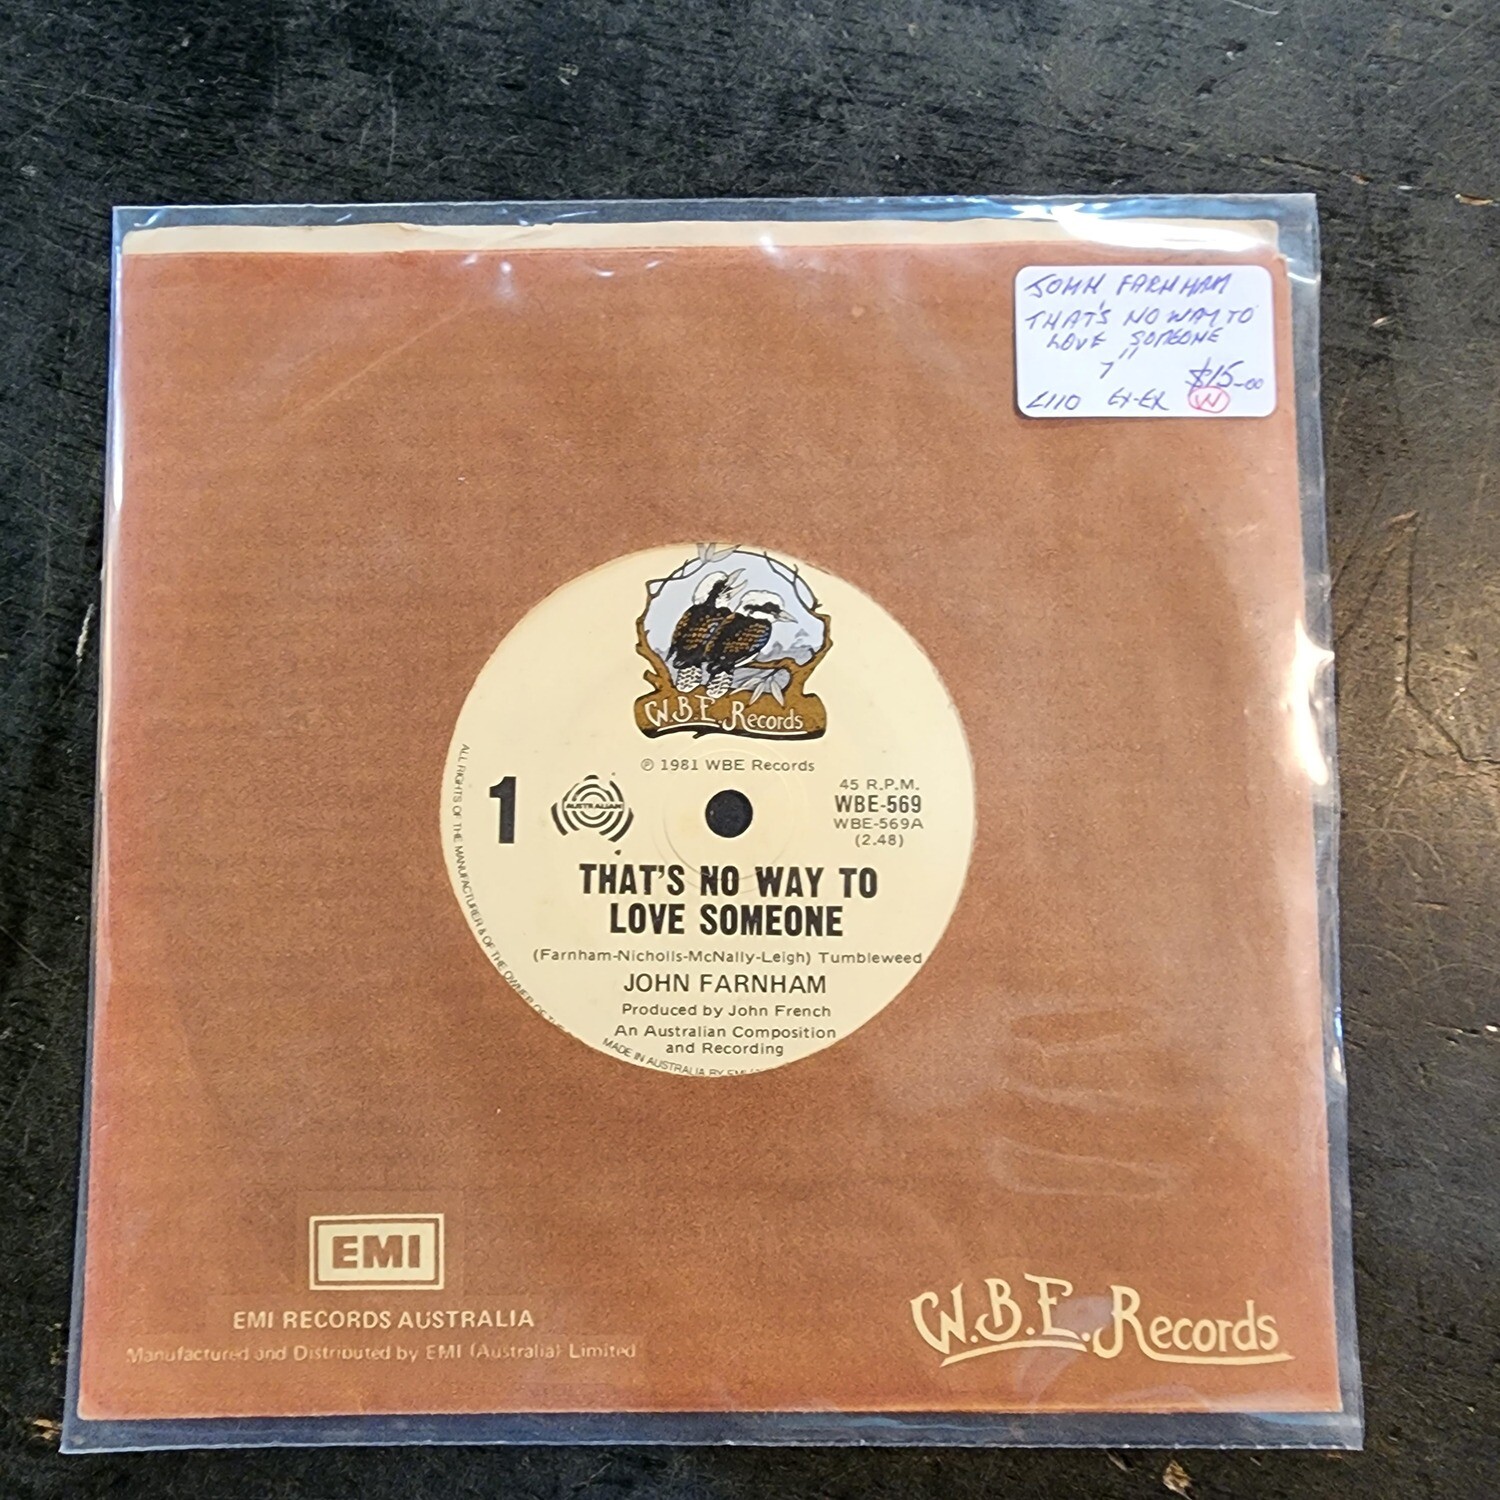 JOHN FARNHAM
THAT'S NO WAY TO
LOVE SOMEONE
7"
$15-00
L110 EX-EX W
W.B.E. Records
℗ 1981 WBE Records
1
AUSTRALIAN
45 R.P.M.
WBE-569
WBE-569A
(2.48)
THAT'S NO WAY TO
LOVE SOMEONE
(Farnham-Nicholls-McNally-Leigh) Tumbleweed
JOHN FARNHAM
Produced by John French
An Australian Composition
and Recording
ALL RIGHTS OF THE MANUFACTURER & OF THE OWNER OF THE
MADE IN AUSTRALIA BY EMI
EMI
EMI RECORDS AUSTRALIA
Manufactured and Distributed by EMI (Australia) Limited
W.B.E. Records